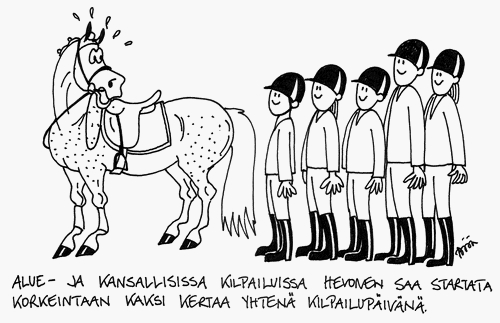 ALUE- JA KANSALLISISSA KILPAILUISSA HEVONEN SAA STARTATA
KORKEINTAAN KAKSI KERTAA YHTENÄ KILPAILUPÄIVÄNÄ.